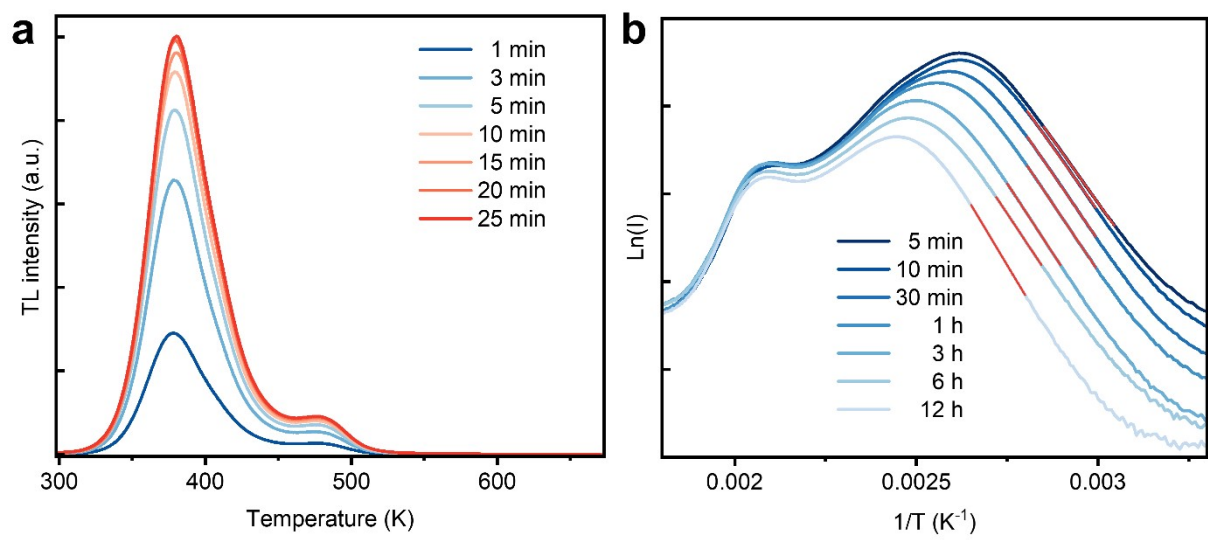 a
TL intensity (a.u.)
1 min
3 min
5 min
10 min
15 min
20 min
25 min
300
400
500
600
Temperature (K)
b
Ln(I)
5 min
10 min
30 min
1 h
3 h
6 h
12 h
0.002
0.0025
0.003
1/T (K⁻¹)